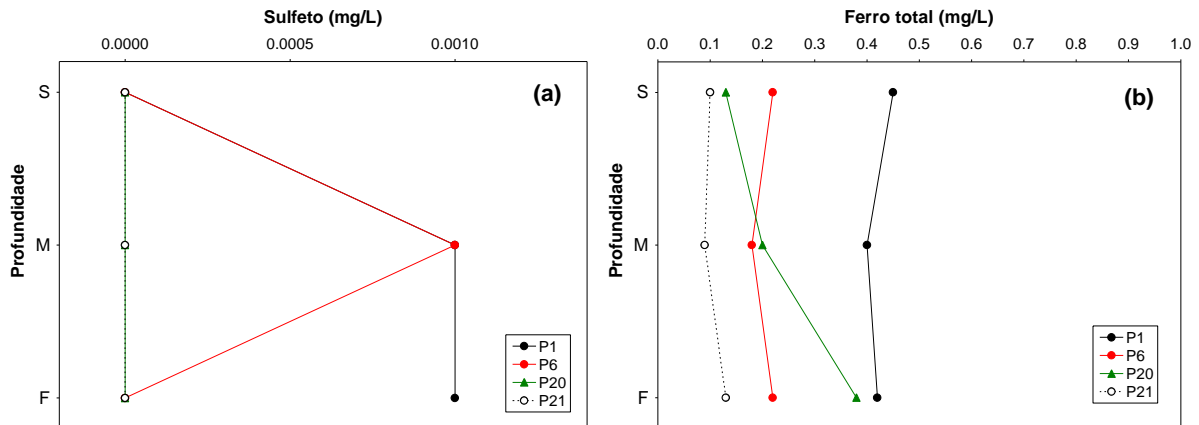 Sulfeto (mg/L)
0.0000 0.0005 0.0010
(a)
Profundidade
S
M
F
P1
P6
P20
P21
Ferro total (mg/L)
0.0 0.1 0.2 0.3 0.4 0.5 0.6 0.7 0.8 0.9 1.0
(b)
Profundidade
S
M
F
P1
P6
P20
P21